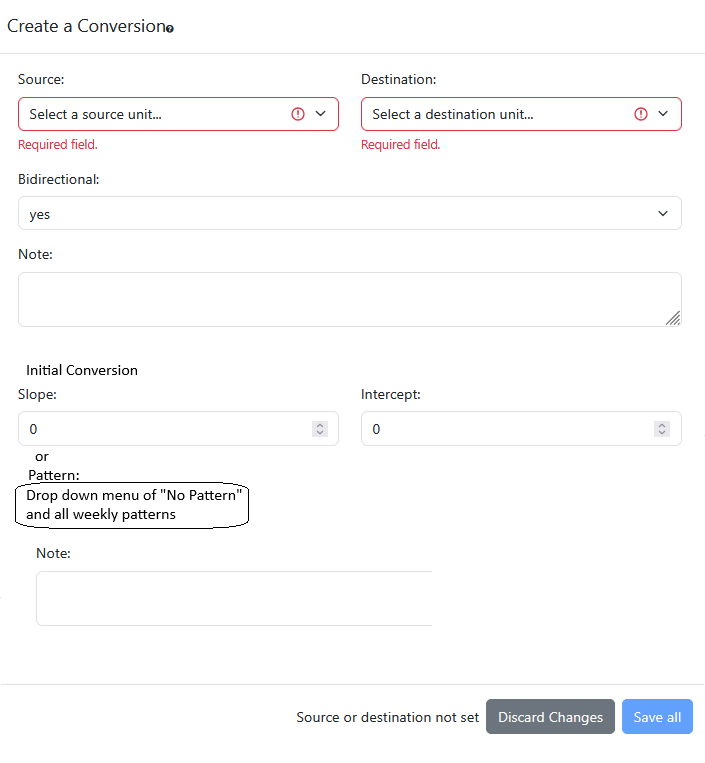 Create a Conversion
Source:
Destination:
Select a source unit...
Select a destination unit...
Required field.
Required field.
Bidirectional:
yes
Note:
Initial Conversion
Slope:
Intercept:
0
0
or
Pattern:
Drop down menu of "No Pattern"
and all weekly patterns
Note:
Source or destination not set
Discard Changes
Save all